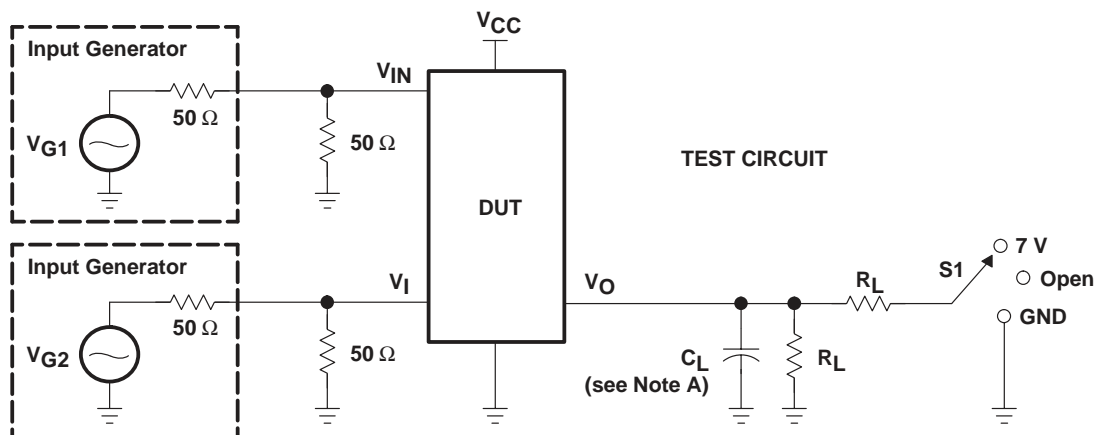 VCC
Input Generator
VIN
50 Ω
VG1
50 Ω
TEST CIRCUIT
DUT
Input Generator
VI
VO
50 Ω
VG2
50 Ω
RL
S1
7 V
Open
GND
CL
(see Note A)
RL